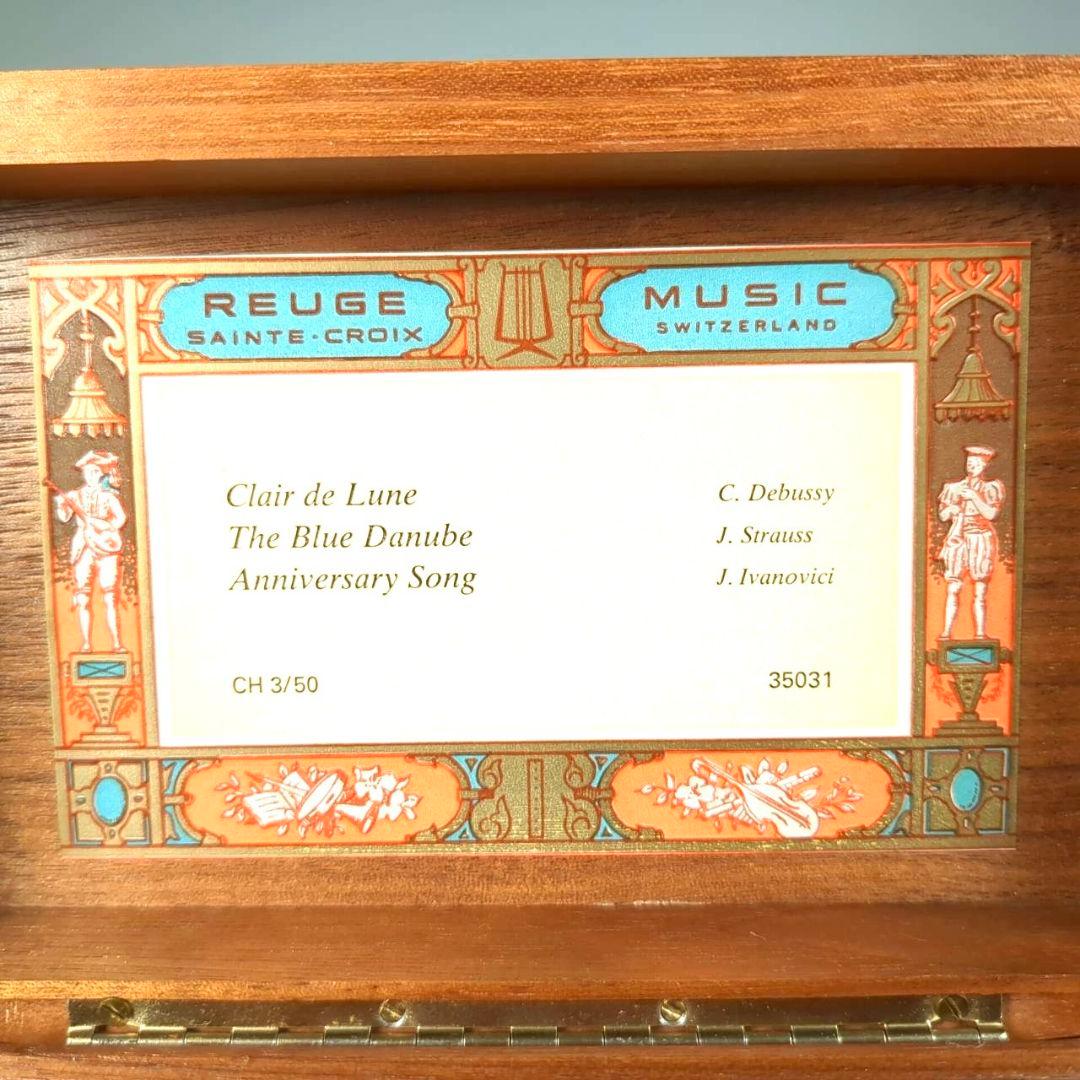 REUGE MUSIC
SAINTE-CROIX SWITZERLAND
Clair de Lune C. Debussy
The Blue Danube J. Strauss
Anniversary Song J. Ivanovici
CH 3/50 35031